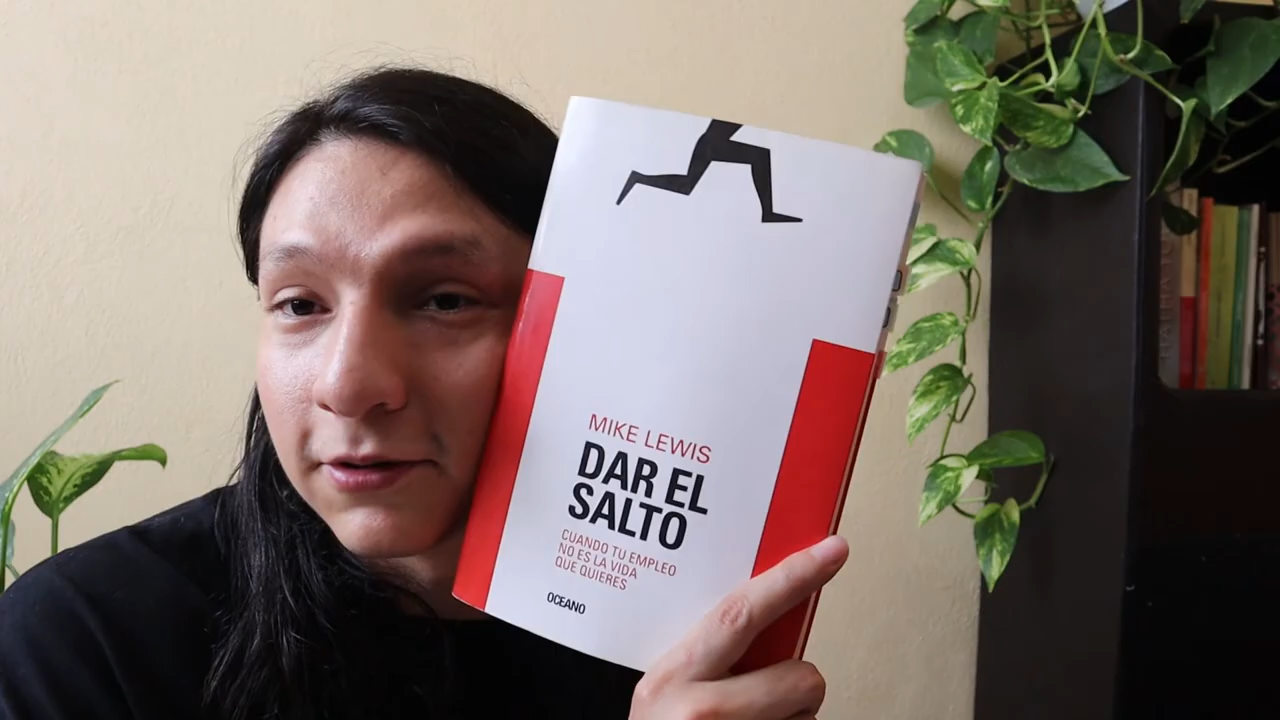 MIKE LEWIS
DAR EL
SALTO
CUANDO TU EMPLEO
NO ES LA VIDA
QUE QUIERES
OCEANO